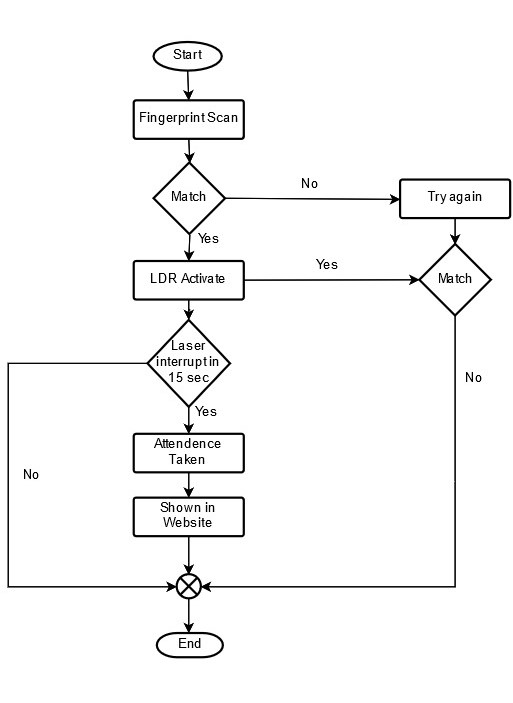 Start
Fingerprint Scan
Match
No
Try again
Yes
LDR Activate
Yes
Match
Laser
interrupt in
15 sec
No
Yes
Attendence
Taken
No
Shown in
Website
End